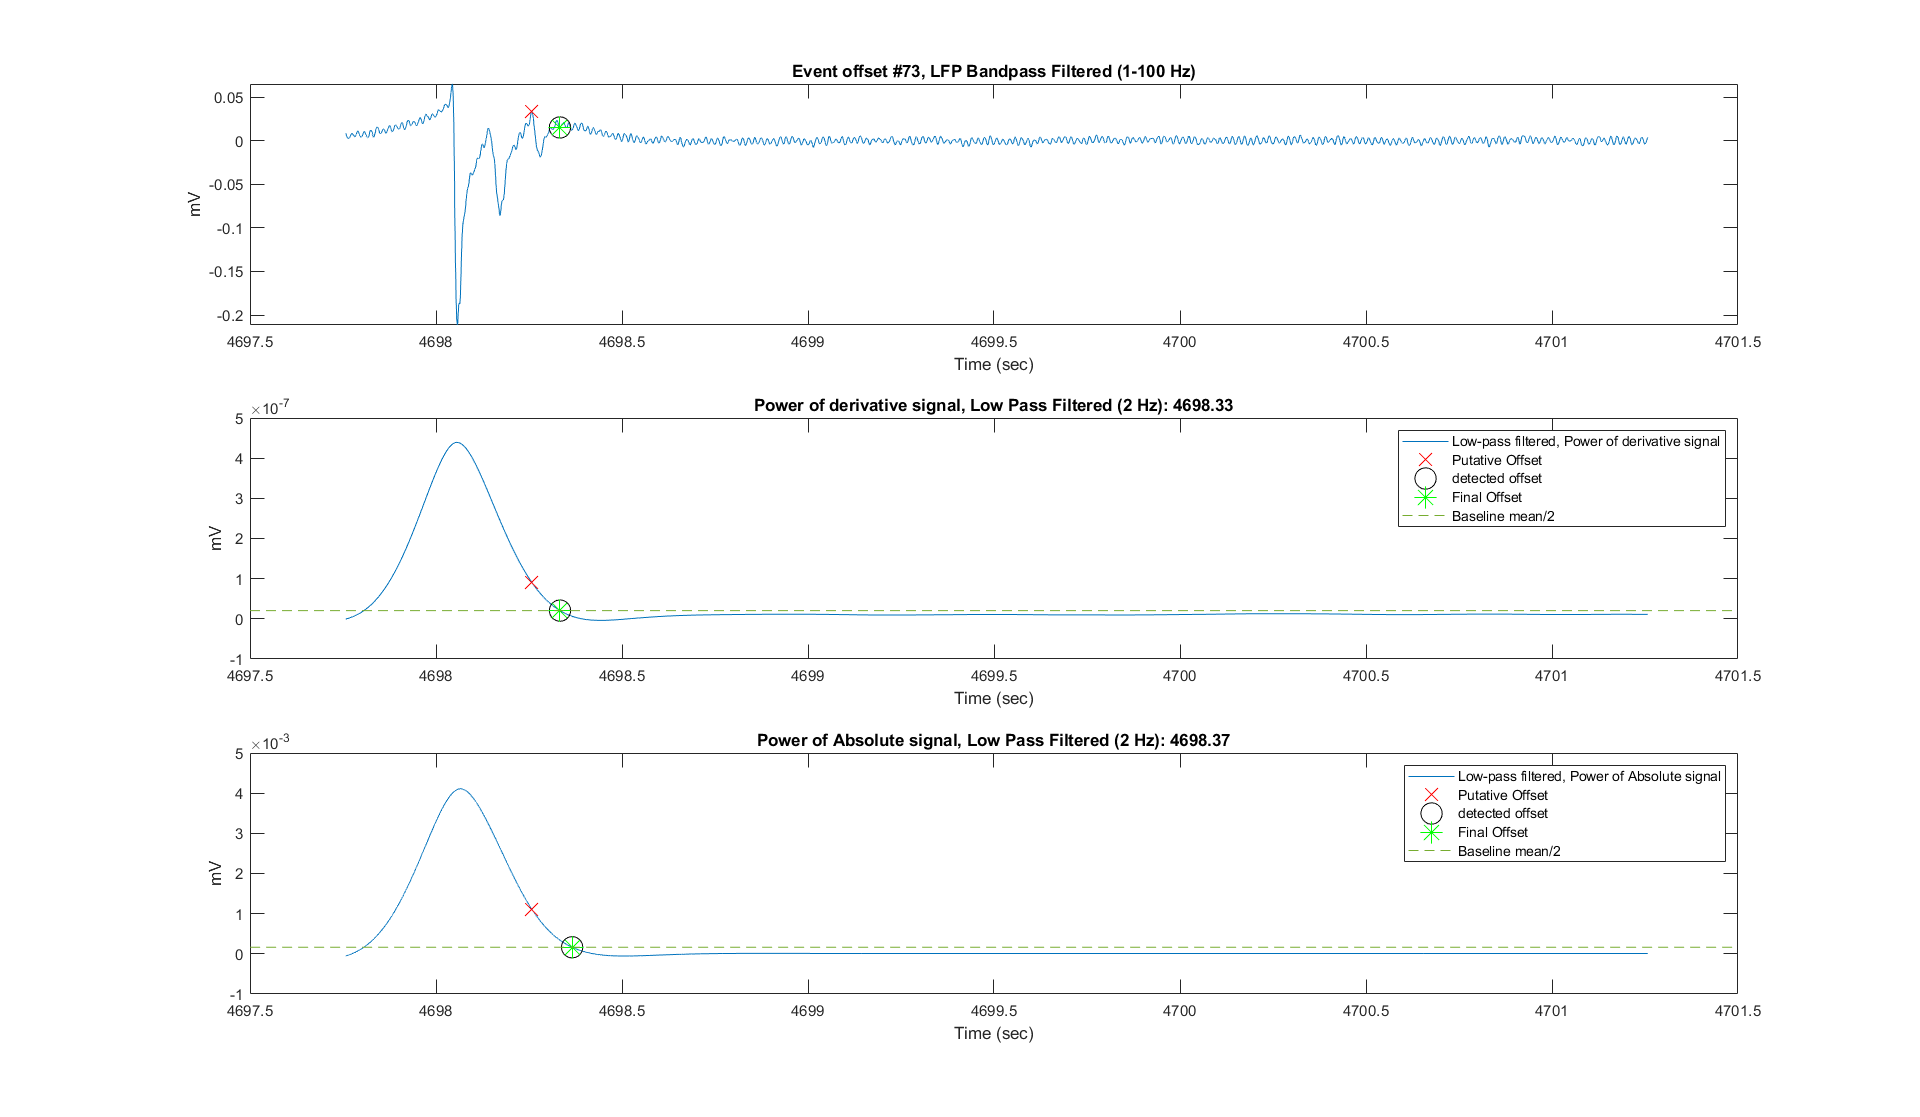 Event offset #73, LFP Bandpass Filtered (1-100 Hz)
0.05
0
-0.05
-0.1
-0.15
-0.2
mV
4697.5 4698 4698.5 4699 4699.5 4700 4700.5 4701 4701.5
Time (sec)
Power of derivative signal, Low Pass Filtered (2 Hz): 4698.33
×10-7
5
4
3
2
1
0
-1
mV
Low-pass filtered, Power of derivative signal
Putative Offset
detected offset
Final Offset
Baseline mean/2
4697.5 4698 4698.5 4699 4699.5 4700 4700.5 4701 4701.5
Time (sec)
Power of Absolute signal, Low Pass Filtered (2 Hz): 4698.37
×10-3
5
4
3
2
1
0
-1
mV
Low-pass filtered, Power of Absolute signal
Putative Offset
detected offset
Final Offset
Baseline mean/2
4697.5 4698 4698.5 4699 4699.5 4700 4700.5 4701 4701.5
Time (sec)